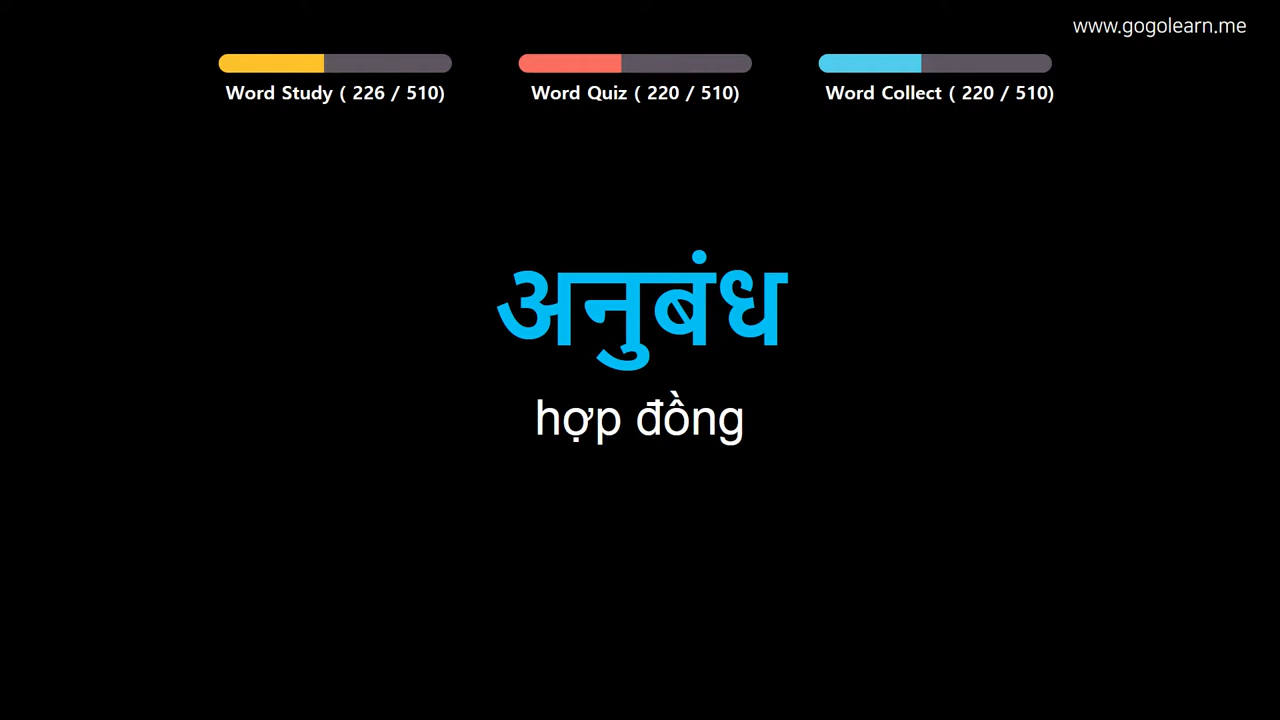 www.gogolearn.me
Word Study ( 226 / 510)
Word Quiz ( 220 / 510)
Word Collect ( 220 / 510)
अनुबंध
hợp đồng